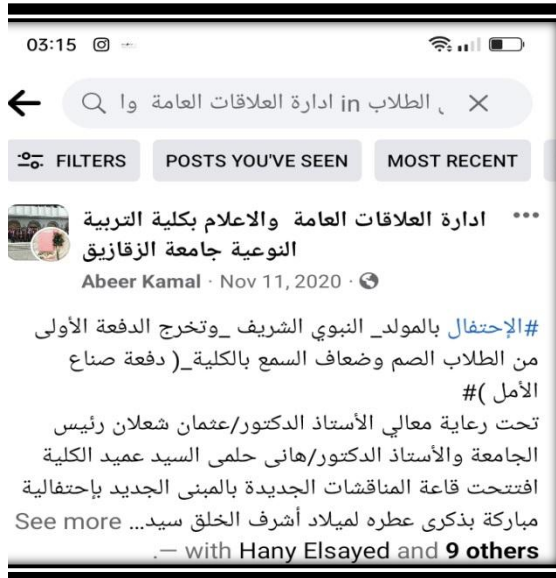 03:15
الطلاب in ادارة العلاقات العامة وا
FILTERS POSTS YOU'VE SEEN MOST RECENT
ادارة العلاقات العامة والاعلام بكلية التربية
النوعية جامعة الزقازيق
Abeer Kamal · Nov 11, 2020 ·
#الإحتفال بالمولد_ النبوي الشريف _وتخرج الدفعة الأولى
من الطلاب الصم وضعاف السمع بالكلية_( دفعة صناع
الأمل )#
تحت رعاية معالي الأستاذ الدكتور/عثمان شعلان رئيس
الجامعة والأستاذ الدكتور/هانى حلمى السيد عميد الكلية
افتتحت قاعة المناقشات الجديدة بالمبنى الجديد بإحتفالية
مباركة بذكرى عطره لميلاد أشرف الخلق سيد... See more
— with Hany Elsayed and 9 others.